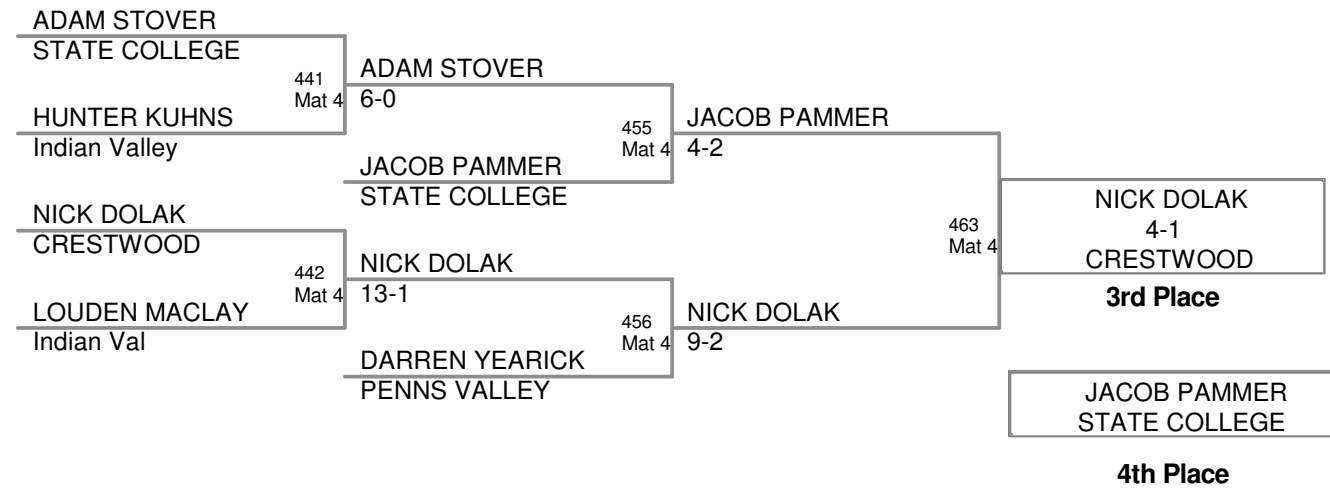 ADAM STOVER
STATE COLLEGE
441
Mat 4
ADAM STOVER
6-0
HUNTER KUHNS
Indian Valley
455
Mat 4
JACOB PAMMER
4-2
JACOB PAMMER
STATE COLLEGE
NICK DOLAK
CRESTWOOD
463
Mat 4
NICK DOLAK
4-1
CRESTWOOD
3rd Place
442
Mat 4
NICK DOLAK
13-1
LOUDEN MACLAY
Indian Val
456
Mat 4
NICK DOLAK
9-2
DARREN YEARICK
PENNS VALLEY
JACOB PAMMER
STATE COLLEGE
4th Place